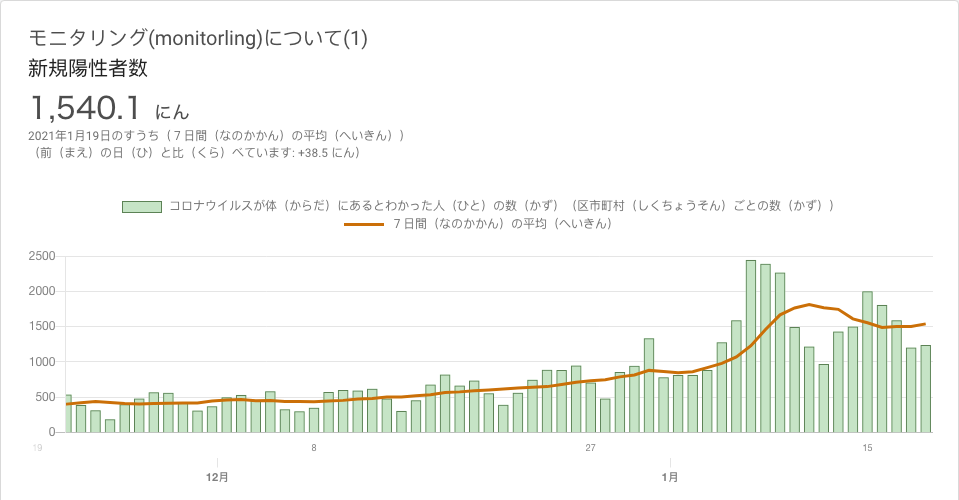 モニタリング(monitorling)について(1)
新規陽性者数
1,540.1 にん
2021年1月19日のすうち（７日間（なのかかん）の平均（へいきん））
（前（まえ）の日（ひ）と比（くら）べています: +38.5 にん）
コロナウイルスが体（からだ）にあるとわかった人（ひと）の数（かず）（区市町村（しくちょうそん）ごとの数（かず））
７日間（なのかかん）の平均（へいきん）
2500
2000
1500
1000
500
0
19 8 27 15
12月 1月